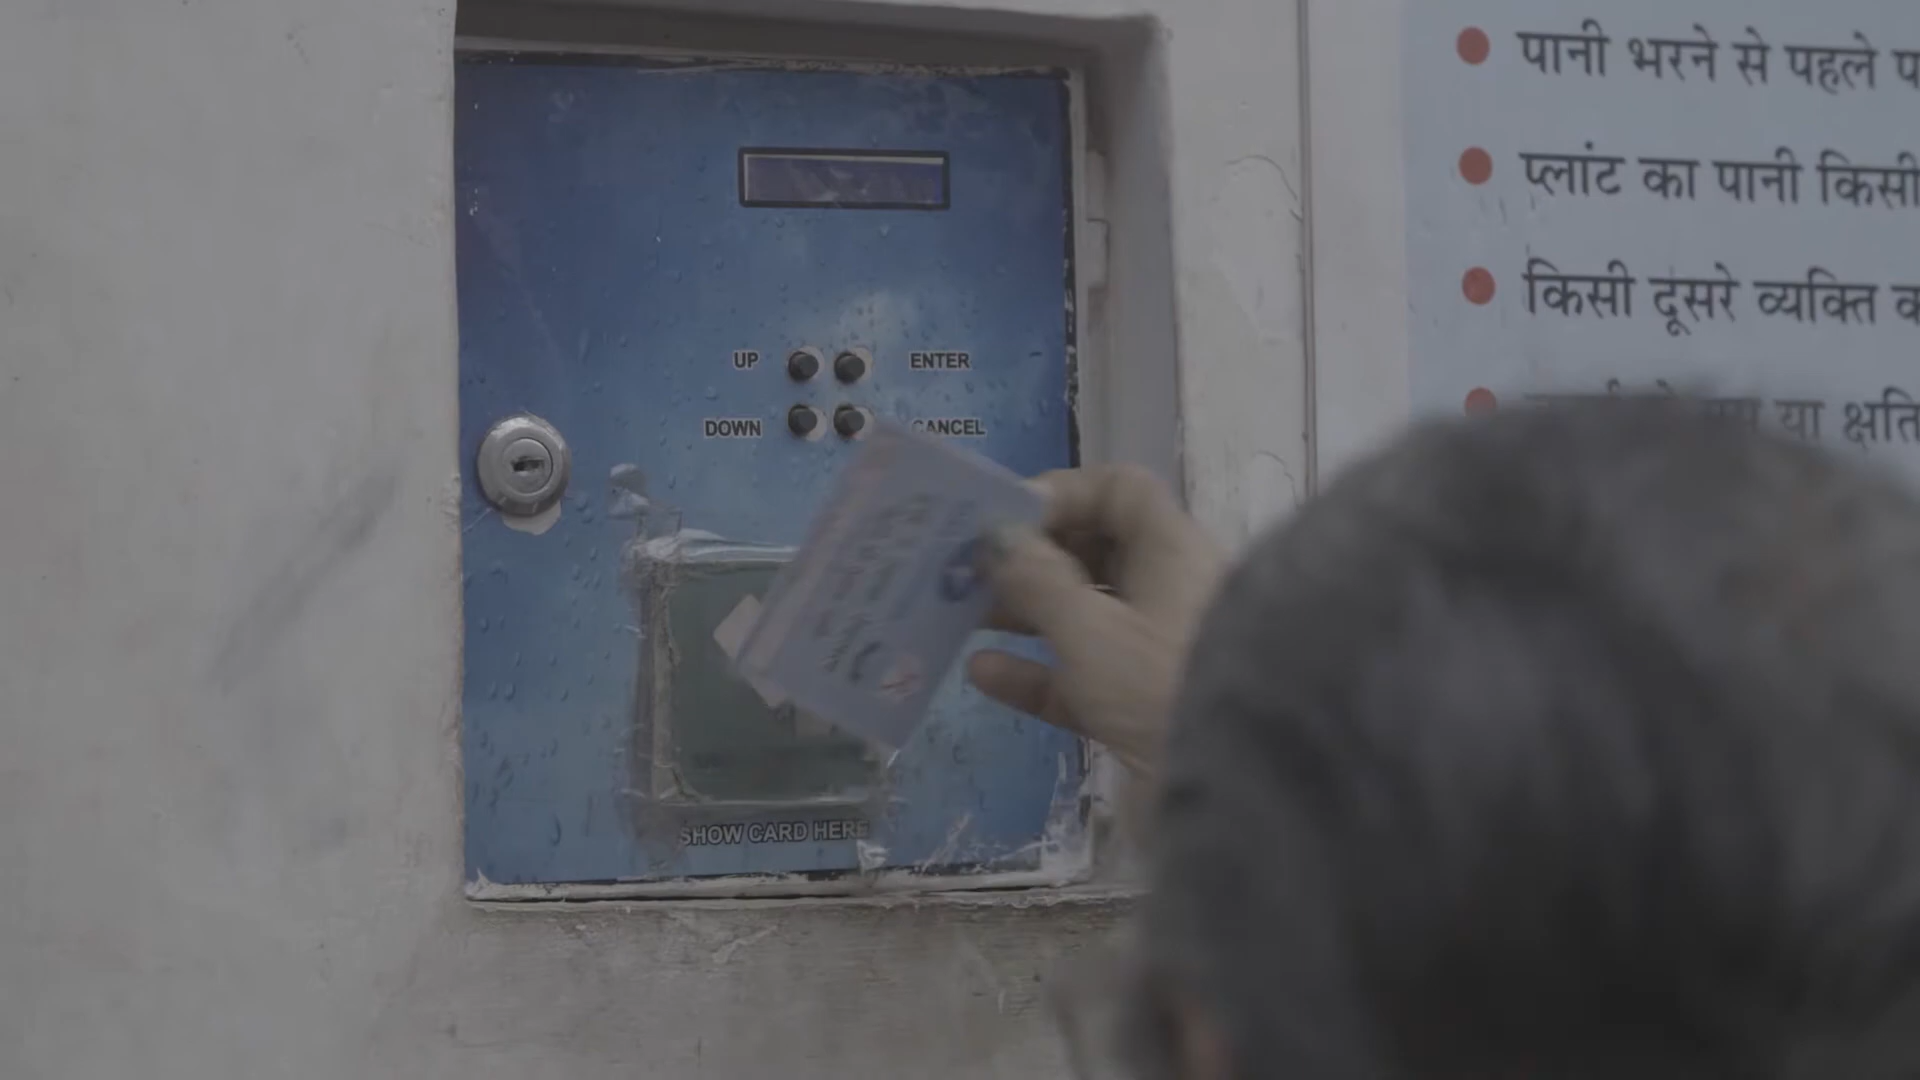 पानी भरने से पहले
प्लांट का पानी किसी
किसी दूसरे व्यक्ति
या क्षति
UP ENTER
DOWN CANCEL
SHOW CARD HERE